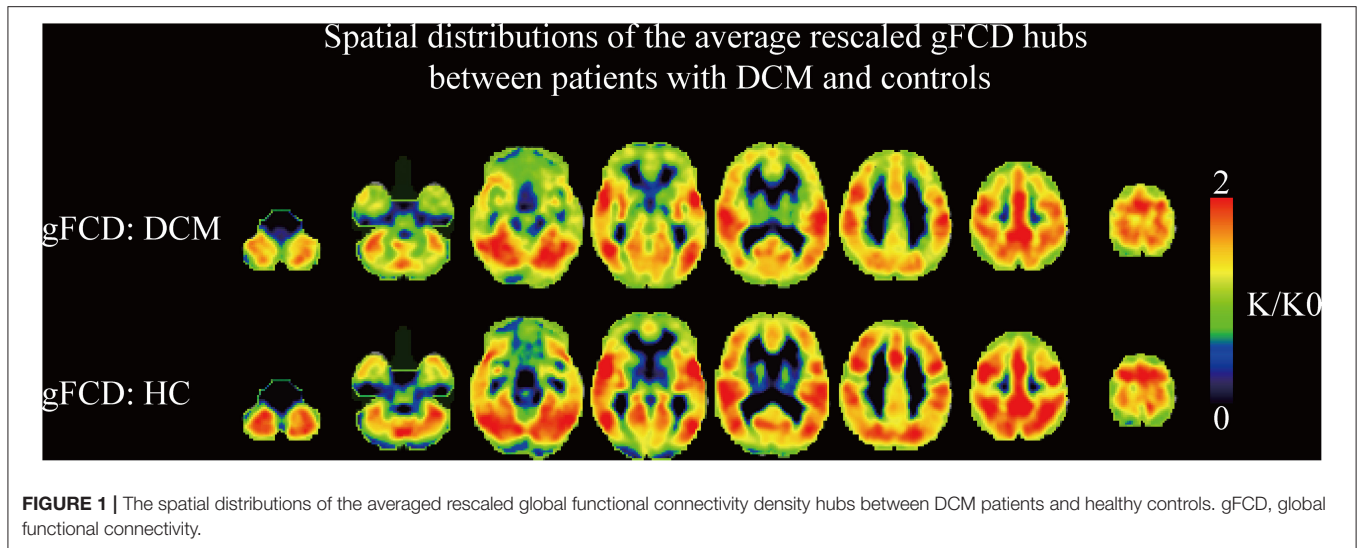 Spatial distributions of the average rescaled gFCD hubs
between patients with DCM and controls
gFCD: DCM
2
K/K0
gFCD: HC
0
FIGURE 1 | The spatial distributions of the averaged rescaled global functional connectivity density hubs between DCM patients and healthy controls. gFCD, global
functional connectivity.